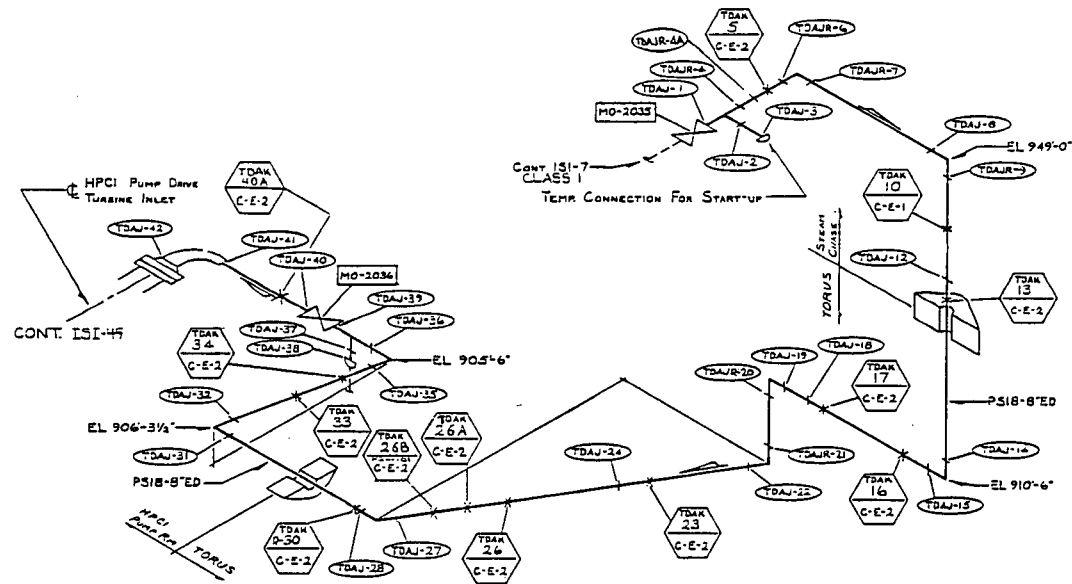 TDAK
5
C-E-2
TDAJR-6
TDAJR-4A
TDAJR-4
TDAJR-7
TDAJ-1
MO-2035
TDAJ-3
TDAJ-2
TDAJ-8
EL 949'-0"
TDAJR-9
CONT ISI-7
CLASS 1
TEMP. CONNECTION FOR START-UP
TDAK
10
C-E-1
TDAK
40A
C-E-2
HPCI PUMP DRIVE
TURBINE INLET
TDAJ-42
TDAJ-41
TDAJ-40
MO-2036
TORUS
STEAM
CHASE
TDAJ-12
TDAK
13
C-E-2
TDAJ-39
TDAJ-37
TDAJ-36
TDAJ-38
CONT. ISI-49
TDAK
34
C-E-2
EL 905'-6"
TDAJ-35
TDAJ-19
TDAJ-18
TDAJR-20
TDAK
17
C-E-2
TDAJ-32
TDAK
33
C-E-2
PS18-8"ED
EL 906'-3½"
TDAJ-31
TDAK
26B
C-E-2
TDAK
26A
C-E-2
TDAJ-24
TDAJR-21
TDAJ-14
PS18-8"ED
TDAJ-22
TDAK
16
C-E-2
TDAJ-15
EL 910'-6"
HPCI
PUMP RM
TORUS
TDAK
R-30
C-E-2
TDAJ-28
TDAJ-27
TDAK
26
C-E-2
TDAK
23
C-E-2